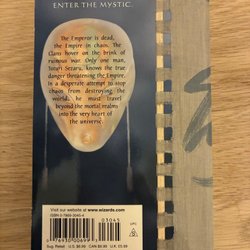 ENTER THE MYSTIC.
The Emperor is dead,
the Empire in chaos. The
Clans hover on the brink of
ruinous war. Only one man,
Isawa Sezaru, knows the true
danger threatening the Empire.
In a desperate attempt to stop
chaos from destroying the
world, he must travel
beyond the mortal realms
into the very heart of
the universe.
Visit our website at www.wizards.com